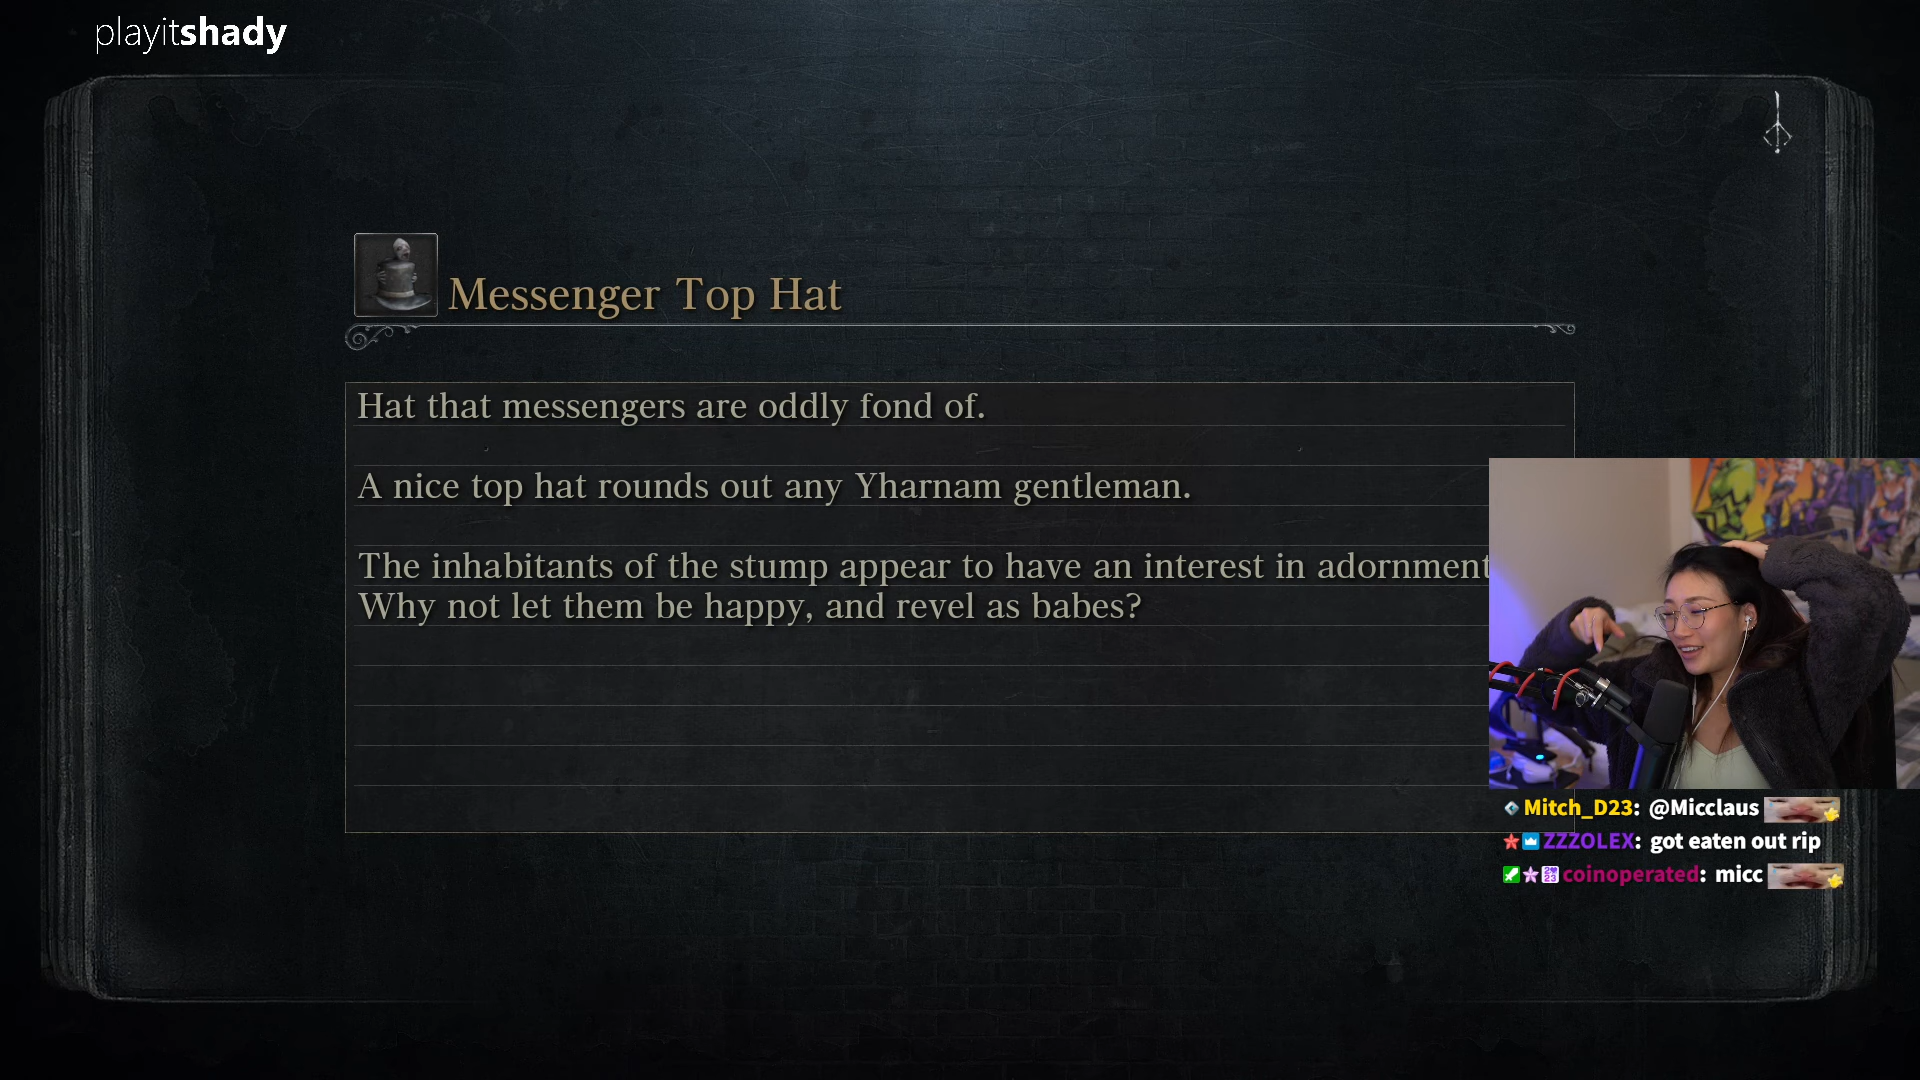 playitshady
Messenger Top Hat
Hat that messengers are oddly fond of.
A nice top hat rounds out any Yharnam gentleman.
The inhabitants of the stump appear to have an interest in adornment
Why not let them be happy, and revel as babes?
Mitch_D23: @Micclaus
ZZZOLEX: got eaten out rip
coinoperated: micc